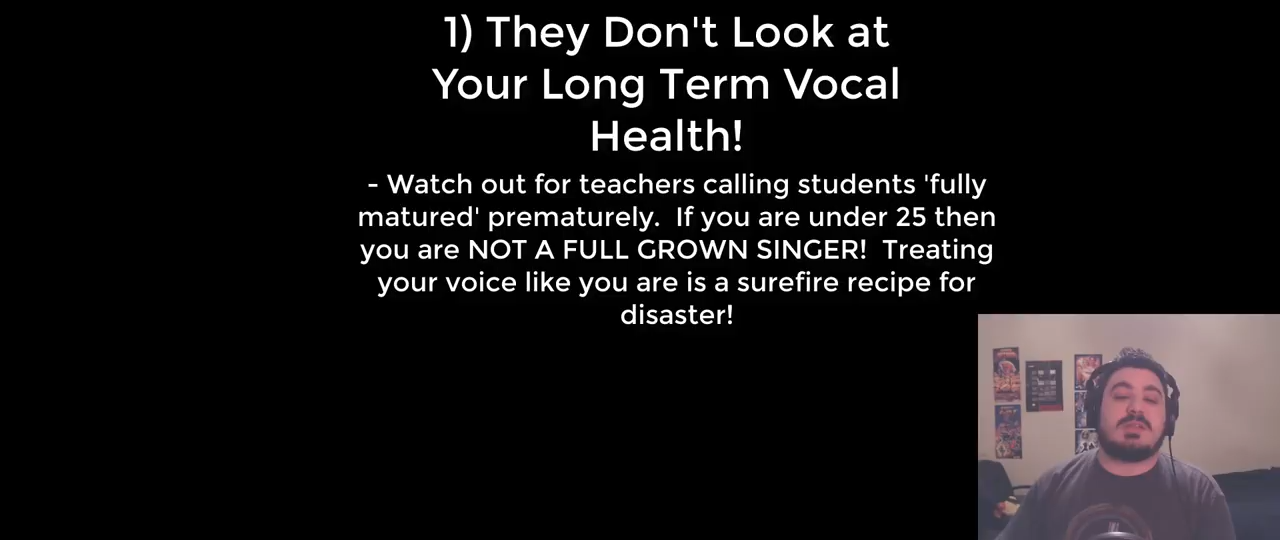 1) They Don't Look at
Your Long Term Vocal
Health!
- Watch out for teachers calling students 'fully
matured' prematurely.  If you are under 25 then
you are NOT A FULL GROWN SINGER!  Treating
your voice like you are is a surefire recipe for
disaster!